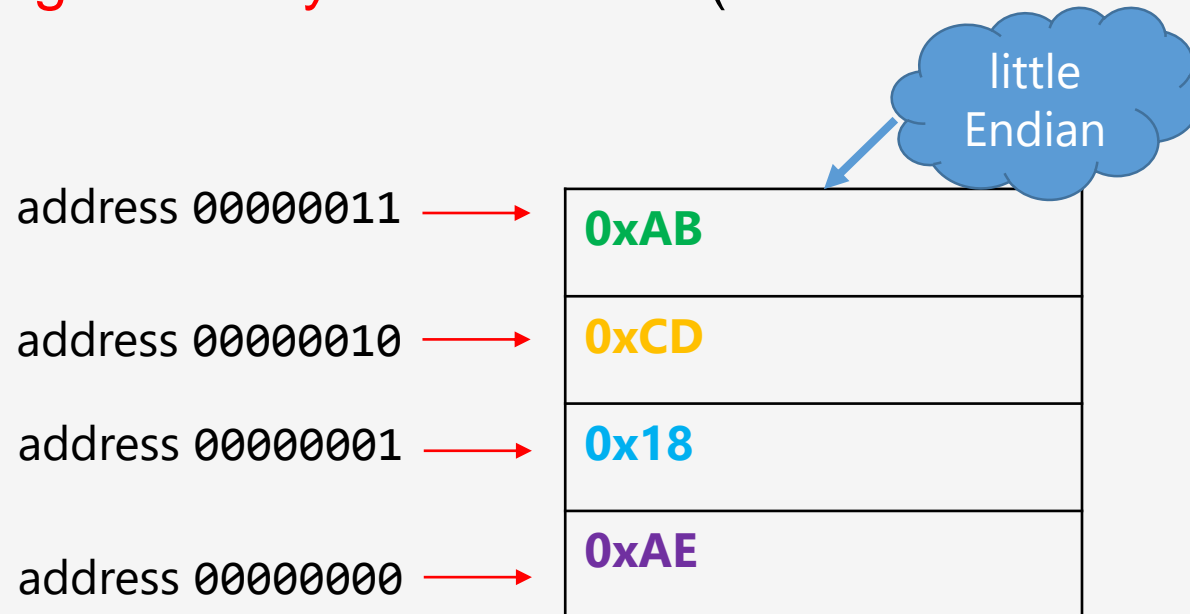 little
Endian
address 00000011
0xAB
address 00000010
0xCD
address 00000001
0x18
address 00000000
0xAE